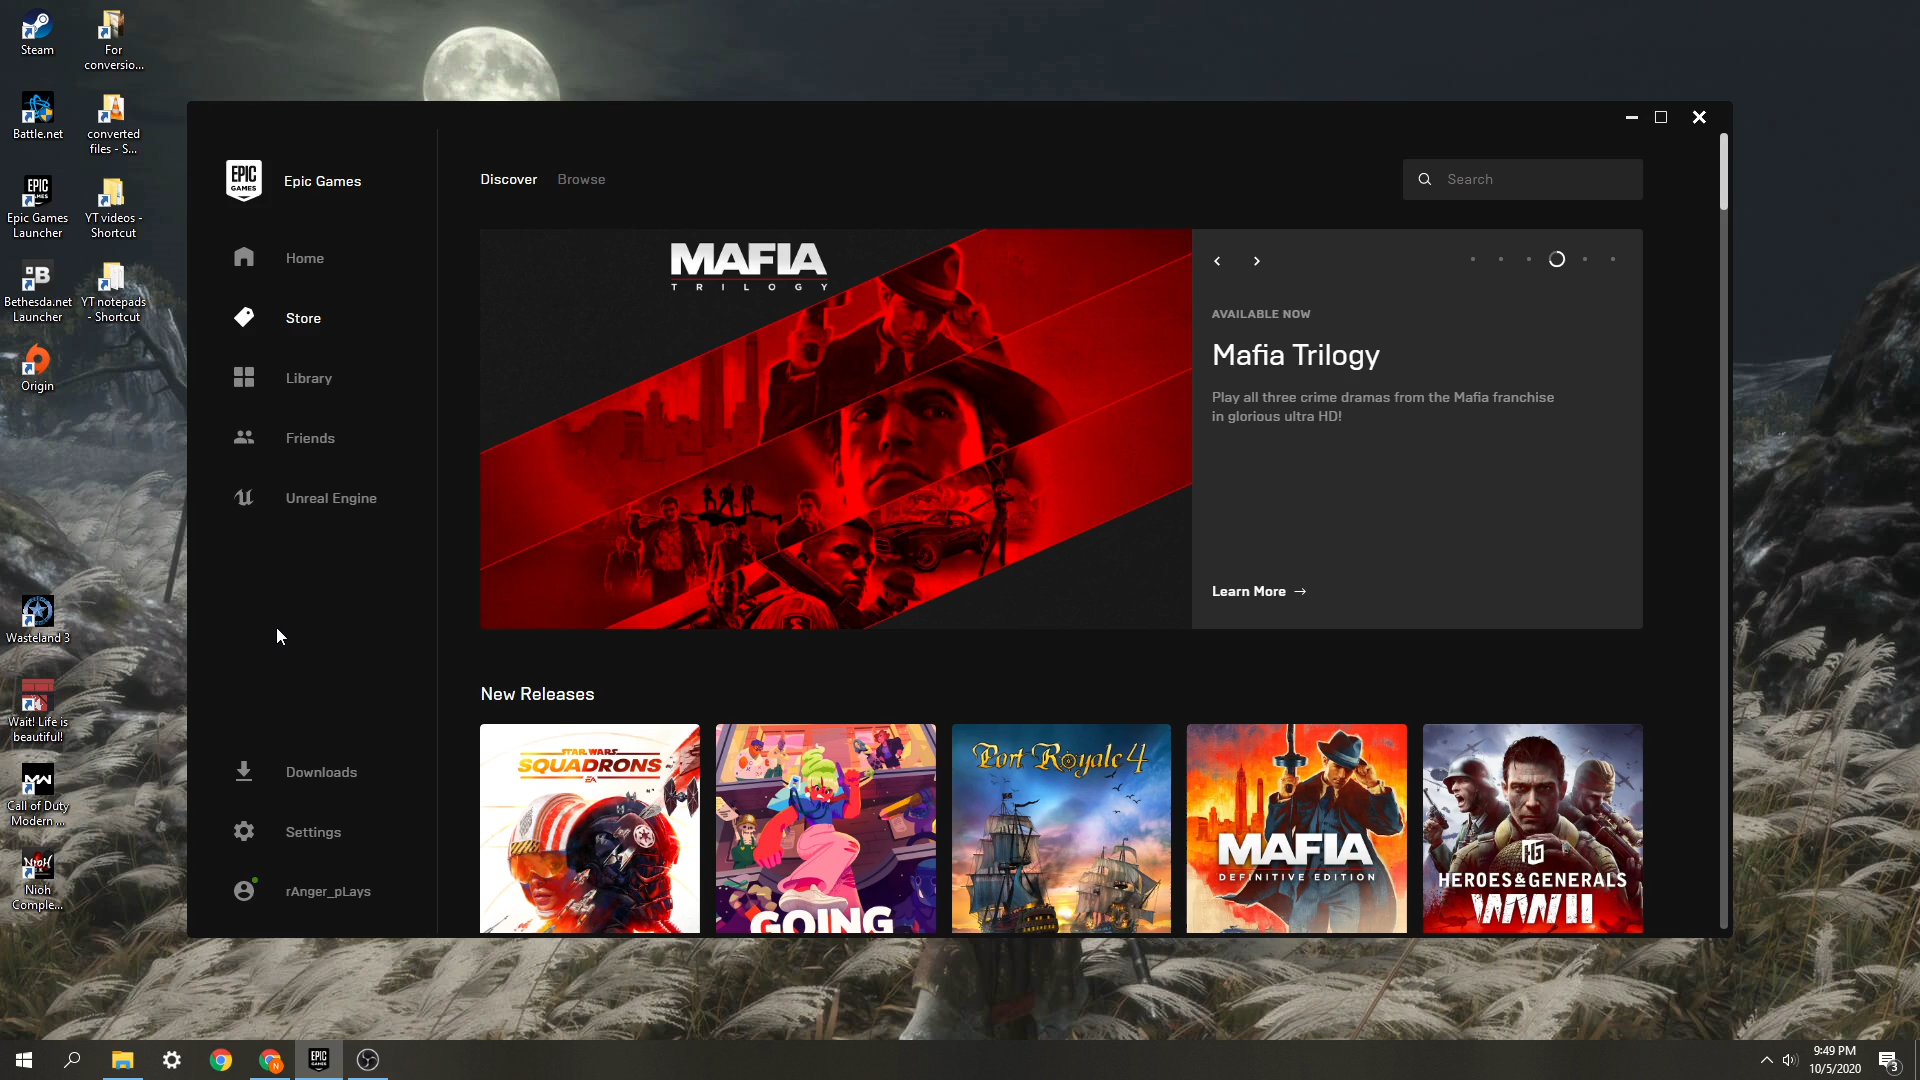 Steam
For
conversio...
Battle.net
converted
files - S...
Epic Games
Launcher
YT videos -
Shortcut
Bethesda.net
Launcher
YT notepads
- Shortcut
Origin
Wasteland 3
Wait! Life is
beautiful!
Call of Duty
Modern ...
Nioh
Comple...
EPIC
GAMES
Epic Games
Home
Store
Library
Friends
Unreal Engine
Downloads
Settings
rAnger_pLays
Discover
Browse
Search
MAFIA
TRILOGY
AVAILABLE NOW
Mafia Trilogy
Play all three crime dramas from the Mafia franchise
in glorious ultra HD!
Learn More →
New Releases
STAR WARS
SQUADRONS
EA
GOING
Port Royale 4
MAFIA
DEFINITIVE EDITION
HEROES & GENERALS
WWII
9:49 PM
10/5/2020
3